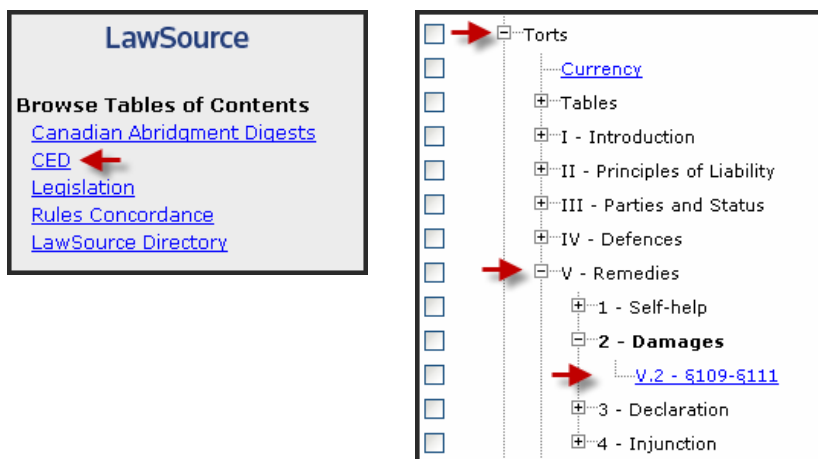 LawSource
Browse Tables of Contents
Canadian Abridgment Digests
CED
Legislation
Rules Concordance
LawSource Directory
Torts
Currency
Tables
I - Introduction
II - Principles of Liability
III - Parties and Status
IV - Defences
V - Remedies
1 - Self-help
2 - Damages
V.2 - §109-§111
3 - Declaration
4 - Injunction